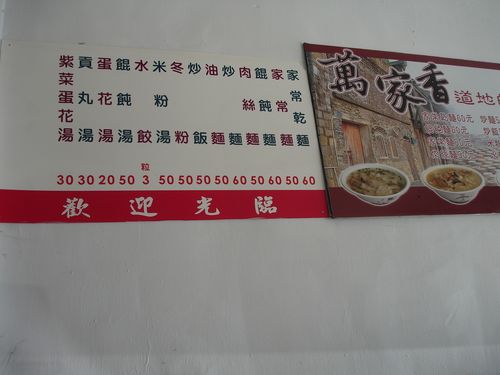 家常乾麵 60
家常麵 50
餛飩麵 60
肉絲麵 50
炒麵 60
油麵 50
炒飯 50
冬粉 50
米粉湯 50
水餃 粒 3
餛飩湯 50
蛋花湯 20
貢丸湯 30
紫菜蛋花湯 30
歡迎光臨
萬家香 道地